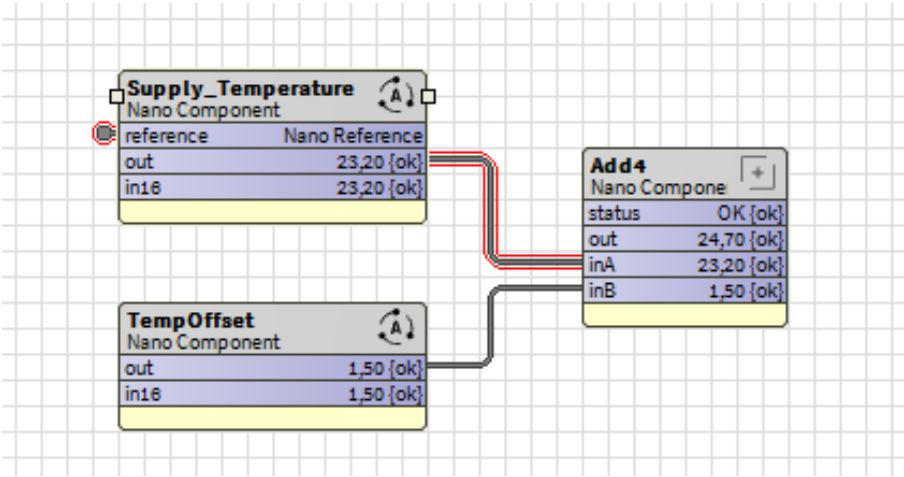 Supply_Temperature
A
Nano Component
reference Nano Reference
out 23,20 {ok}
in16 23,20 {ok}
Add4
+
Nano Compone
status OK {ok}
out 24,70 {ok}
inA 23,20 {ok}
inB 1,50 {ok}
TempOffset
A
Nano Component
out 1,50 {ok}
in16 1,50 {ok}